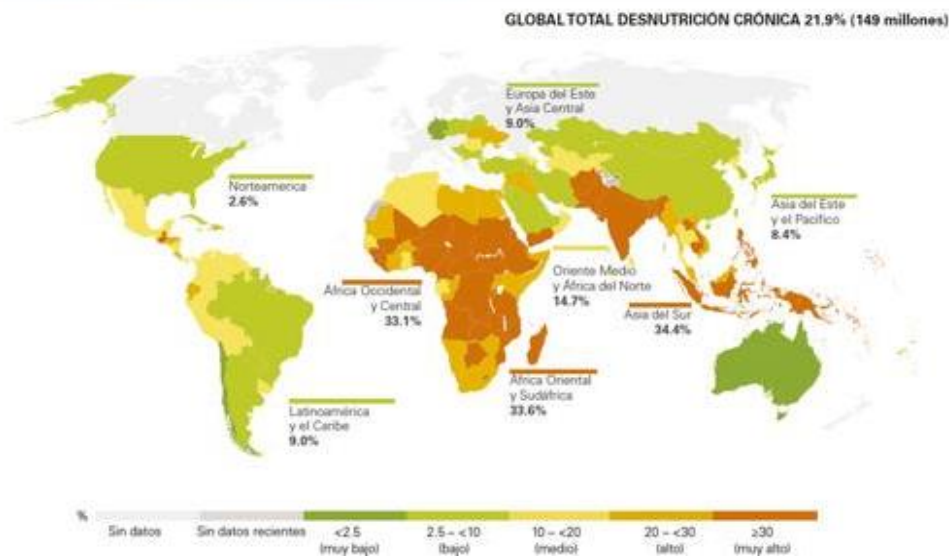 GLOBAL TOTAL DESNUTRICIÓN CRÓNICA 21.9% (149 millones)
Europa del Este
y Asia Central
9.0%
Norteamerica
2.6%
Asia del Este
y el Pacífico
8.4%
Oriente Medio
y África del Norte
14.7%
África Occidental
y Central
33.1%
Asia del Sur
34.4%
África Oriental
y Sudáfrica
33.6%
Latinoamérica
y el Caribe
9.0%
% Sin datos Sin datos recientes <2.5 2.5 – <10 10 – <20 20 – <30 ≥30
(muy bajo) (bajo) (medio) (alto) (muy alto)